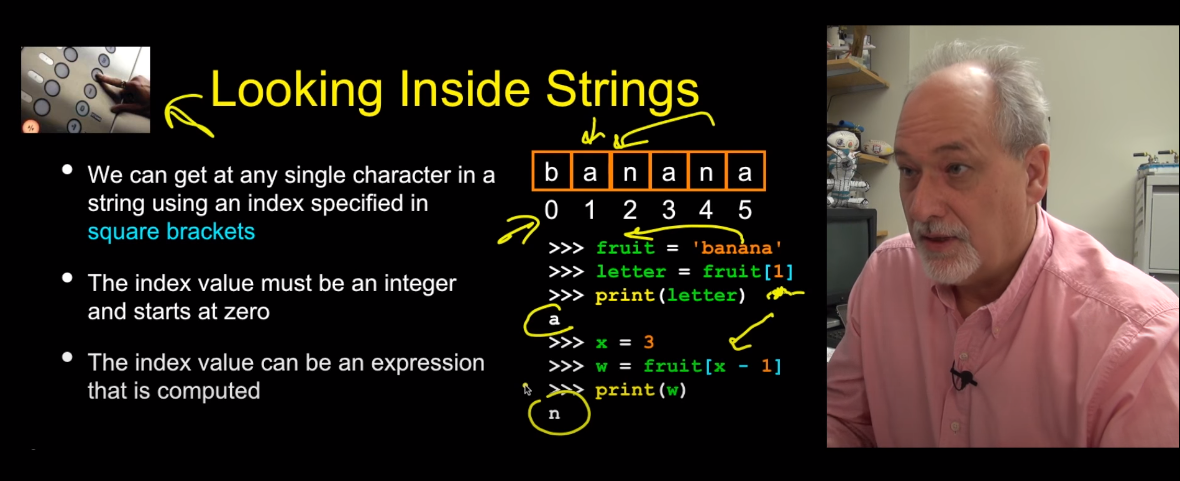 Looking Inside Strings
• We can get at any single character in a
string using an index specified in
square brackets
• The index value must be an integer
and starts at zero
• The index value can be an expression
that is computed
b a n a n a
0 1 2 3 4 5
>>> fruit = 'banana'
>>> letter = fruit[1]
>>> print(letter)
a
>>> x = 3
>>> w = fruit[x - 1]
>>> print(w)
n